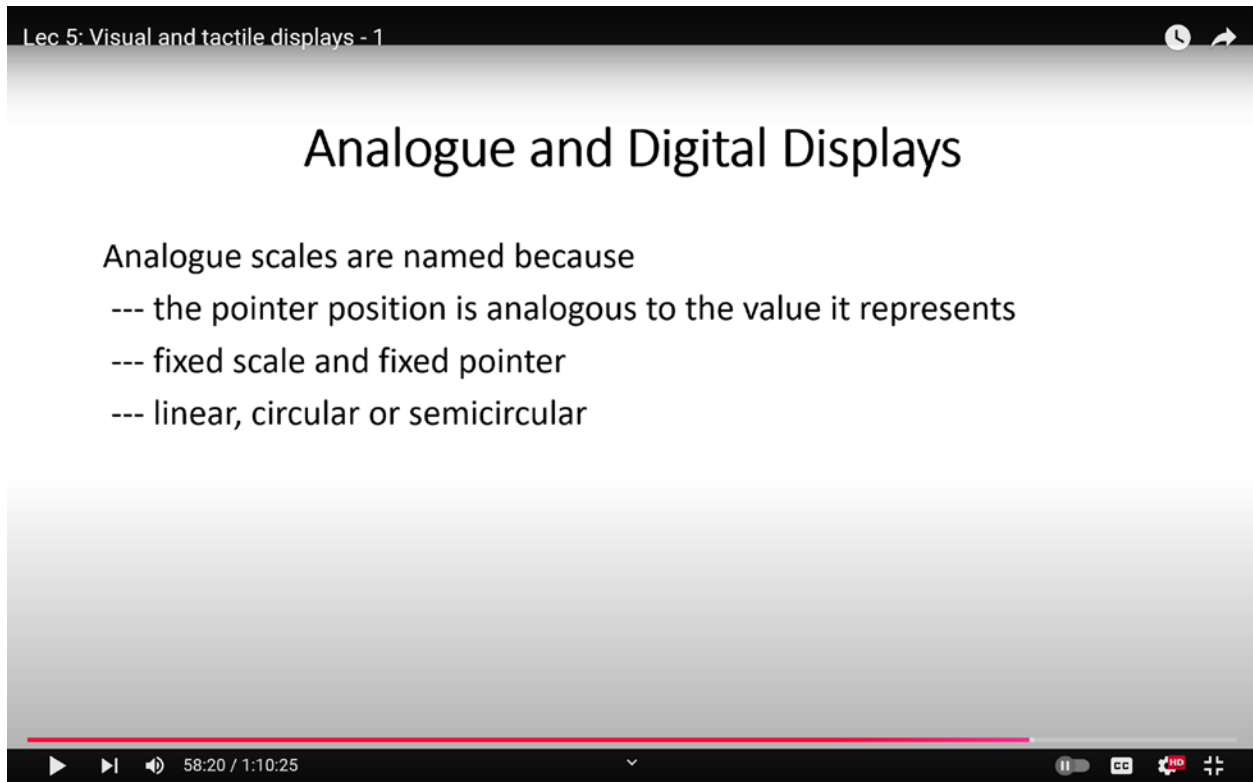 Lec 5: Visual and tactile displays - 1
Analogue and Digital Displays
Analogue scales are named because
--- the pointer position is analogous to the value it represents
--- fixed scale and fixed pointer
--- linear, circular or semicircular
58:20 / 1:10:25
CC
HD